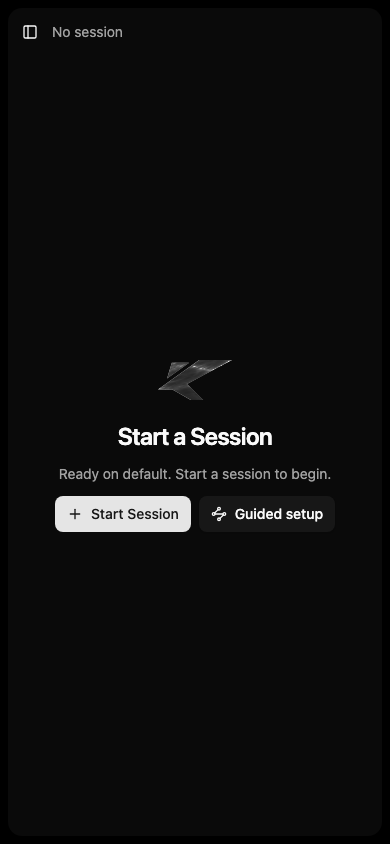 No session
Start a Session
Ready on default. Start a session to begin.
Start Session
Guided setup